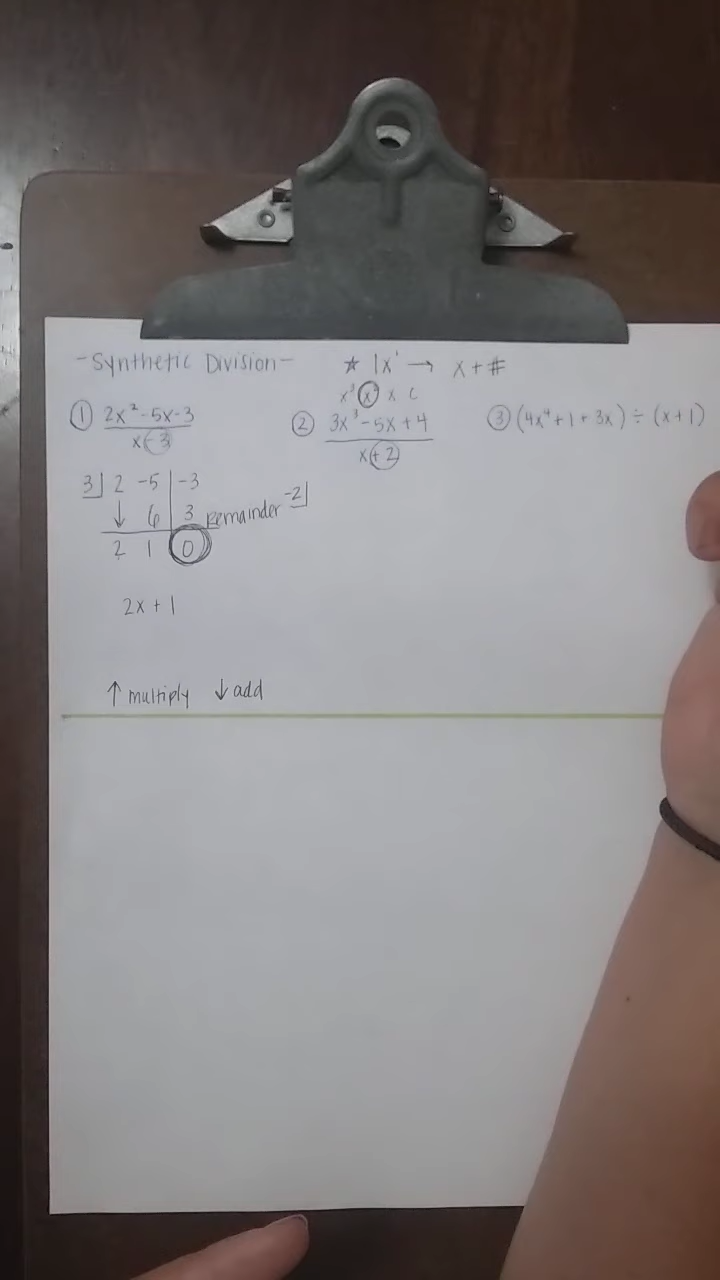 -Synthetic Division-
★ 1x¹ → x + #
① 2x² - 5x - 3
x - 3
3⌋ 2 -5 | -3
↓ 6 3 remainder
2 1 0
2x + 1
↑ multiply ↓ add
x³ x² x c
② 3x³ - 5x + 4
x + 2
-2⌋
③ (4x⁴ + 1 + 3x) ÷ (x + 1)